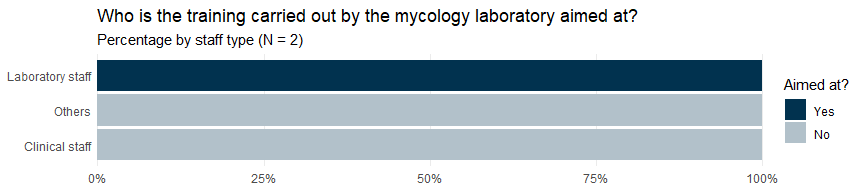 Who is the training carried out by the mycology laboratory aimed at?
Percentage by staff type (N = 2)
Laboratory staff
Others
Clinical staff
0%
25%
50%
75%
100%
Aimed at?
Yes
No